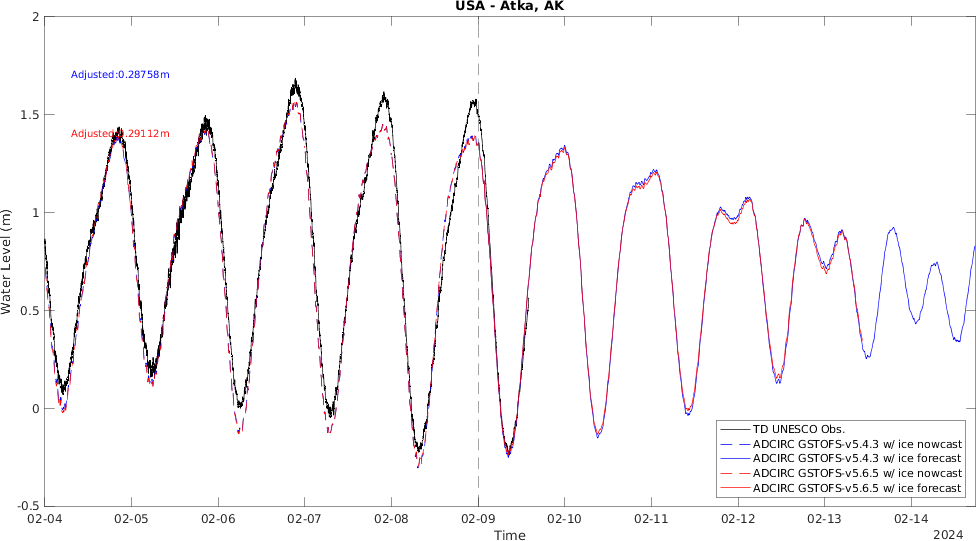 USA - Atka, AK
2
1.5
1
0.5
0
-0.5
Water Level (m)
Adjusted:0.28758m
Adjusted:0.29112m
TD UNESCO Obs.
ADCIRC GSTOFS-v5.4.3 w/ ice nowcast
ADCIRC GSTOFS-v5.4.3 w/ ice forecast
ADCIRC GSTOFS-v5.6.5 w/ ice nowcast
ADCIRC GSTOFS-v5.6.5 w/ ice forecast
02-04 02-05 02-06 02-07 02-08 02-09 02-10 02-11 02-12 02-13 02-14
Time
2024